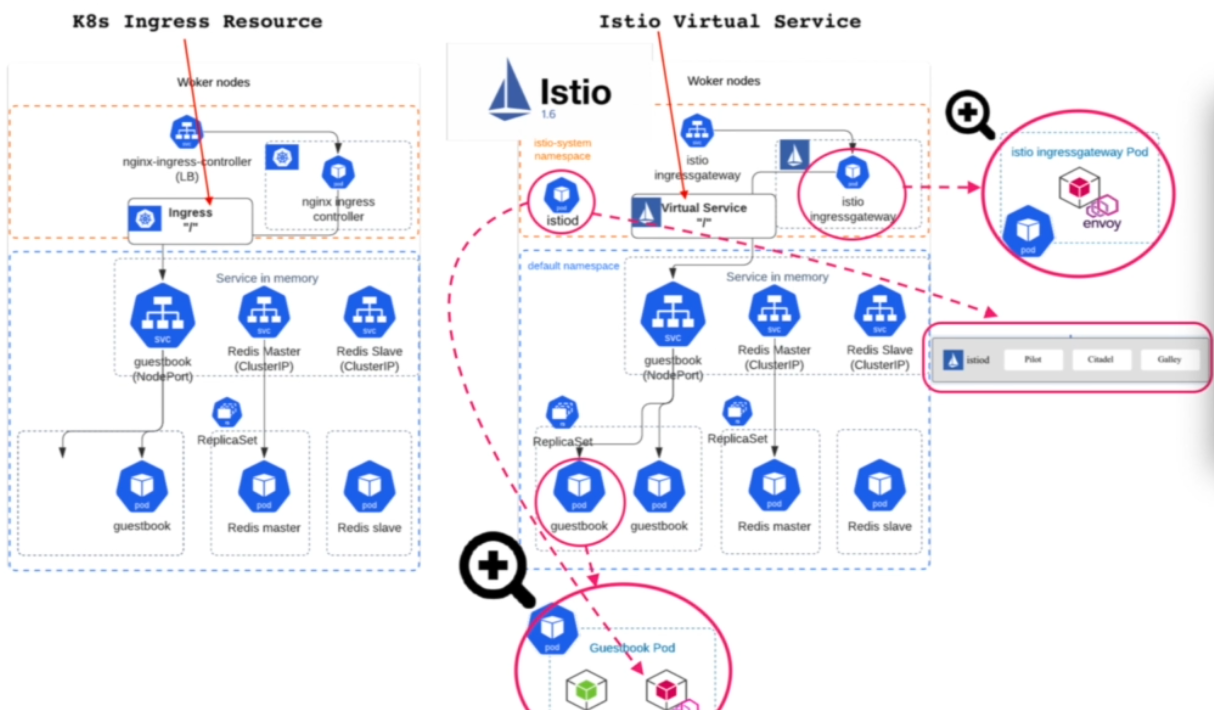 K8s Ingress Resource
Woker nodes
svc
nginx-ingress-controller
(LB)
pod
nginx ingress
controller
Ingress
"/"
Service in memory
svc
guestbook
(NodePort)
svc
Redis Master
(ClusterIP)
svc
Redis Slave
(ClusterIP)
rs
ReplicaSet
pod
guestbook
pod
Redis master
pod
Redis slave
Istio Virtual Service
Istio
1.6
Woker nodes
istio-system
namespace
svc
istio
ingressgateway
pod
istio
ingressgateway
pod
istiod
Virtual Service
"/"
default namespace
Service in memory
svc
guestbook
(NodePort)
svc
Redis Master
(ClusterIP)
svc
Redis Slave
(ClusterIP)
rs
ReplicaSet
rs
ReplicaSet
pod
guestbook
pod
guestbook
pod
Redis master
pod
Redis slave
istio ingressgateway Pod
envoy
pod
istiod
Pilot
Citadel
Galley
pod
Guestbook Pod